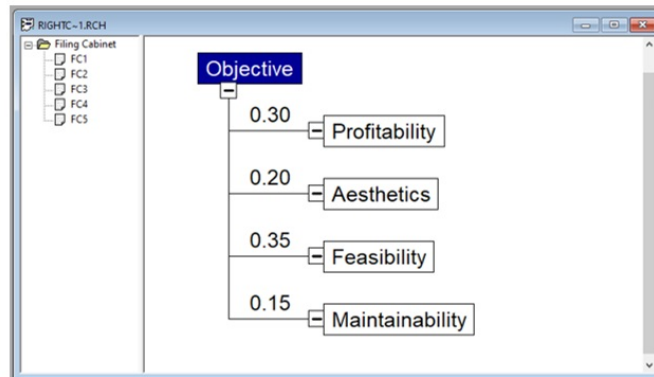 RIGHTC~1.RCH
Filing Cabinet
FC1
FC2
FC3
FC4
FC5
Objective
0.30
Profitability
0.20
Aesthetics
0.35
Feasibility
0.15
Maintainability